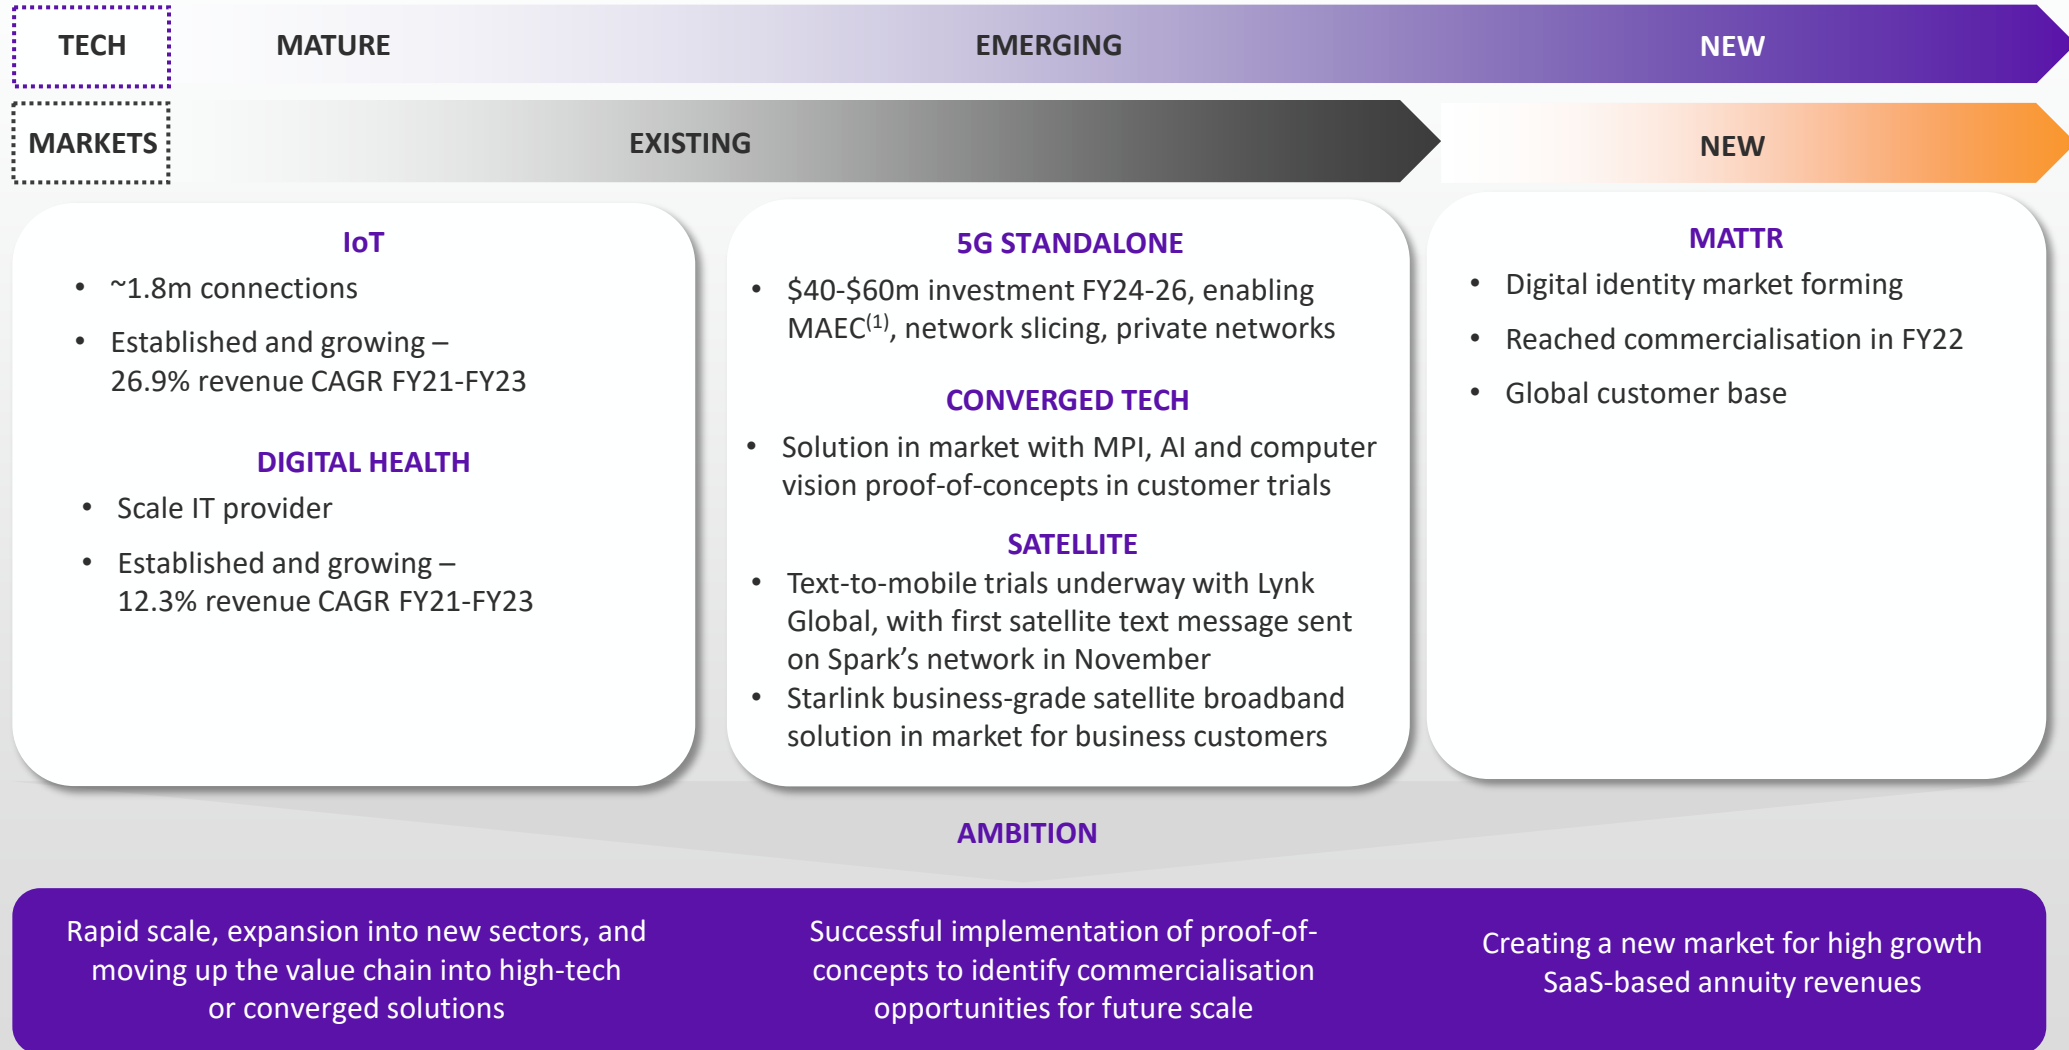 TECH
MATURE
EMERGING
NEW
MARKETS
EXISTING
NEW
IoT
• ~1.8m connections
• Established and growing –
26.9% revenue CAGR FY21-FY23
DIGITAL HEALTH
• Scale IT provider
• Established and growing –
12.3% revenue CAGR FY21-FY23
5G STANDALONE
• $40-$60m investment FY24-26, enabling
MAEC(1), network slicing, private networks
CONVERGED TECH
• Solution in market with MPI, AI and computer
vision proof-of-concepts in customer trials
SATELLITE
• Text-to-mobile trials underway with Lynk
Global, with first satellite text message sent
on Spark’s network in November
• Starlink business-grade satellite broadband
solution in market for business customers
MATTR
• Digital identity market forming
• Reached commercialisation in FY22
• Global customer base
AMBITION
Rapid scale, expansion into new sectors, and
moving up the value chain into high-tech
or converged solutions
Successful implementation of proof-of-
concepts to identify commercialisation
opportunities for future scale
Creating a new market for high growth
SaaS-based annuity revenues